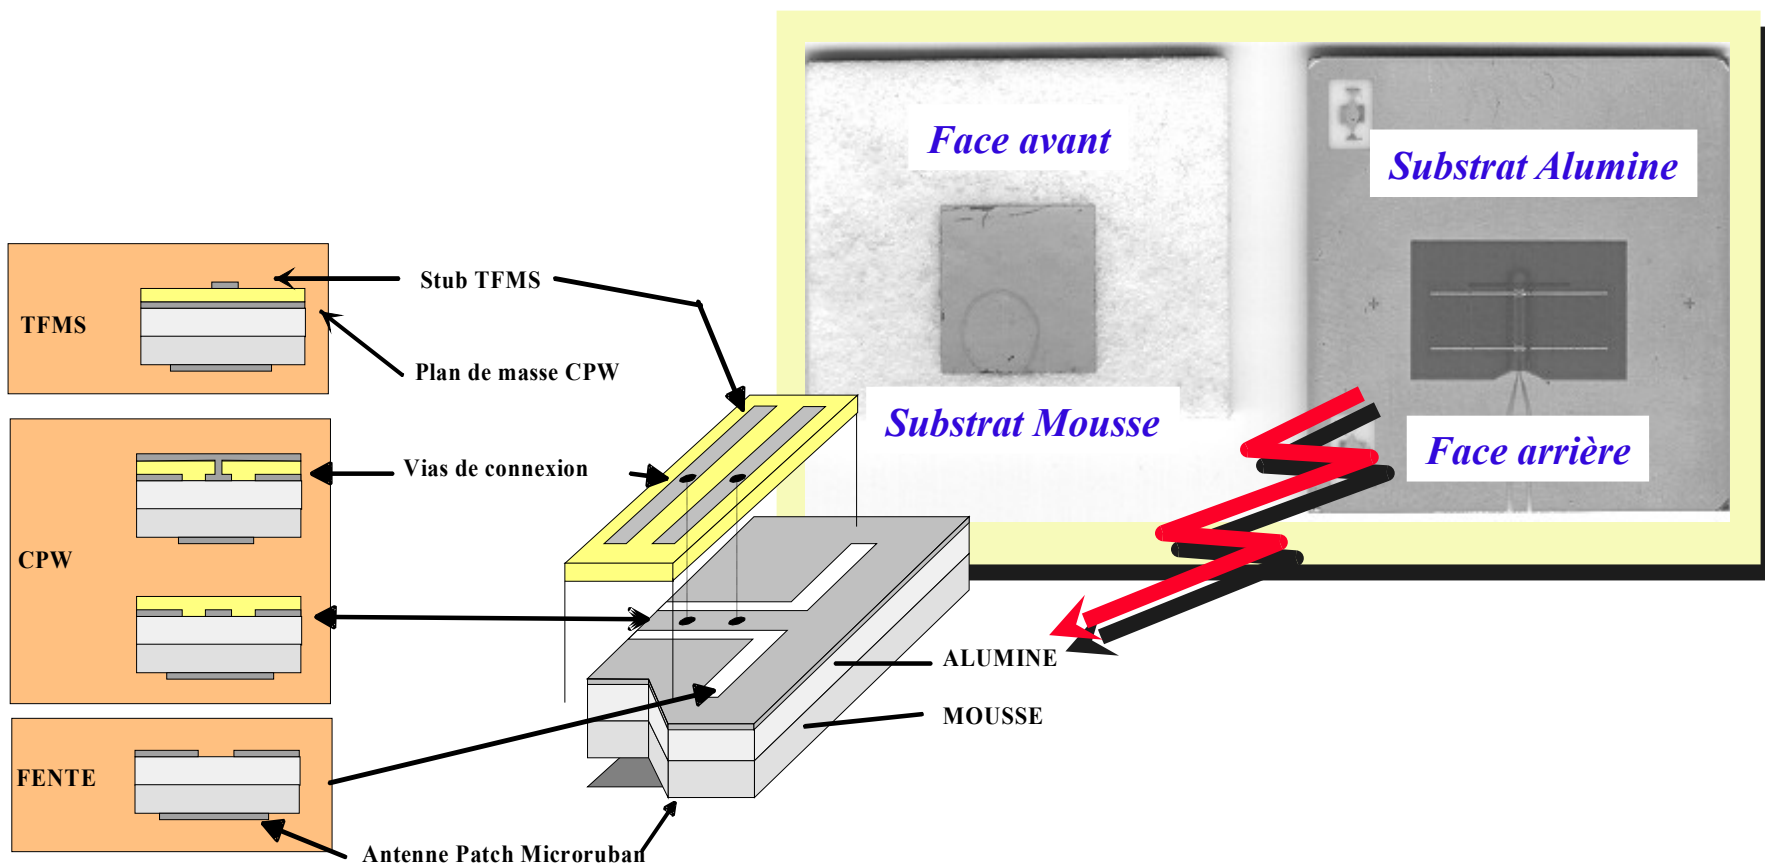 Face avant
Substrat Alumine
Stub TFMS
TFMS
Plan de masse CPW
Substrat Mousse
Face arrière
Vias de connexion
CPW
ALUMINE
MOUSSE
FENTE
Antenne Patch Microruban